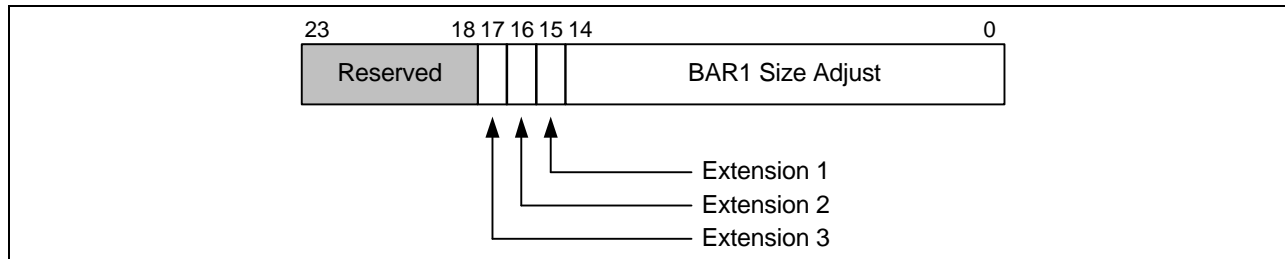 23 18 17 16 15 14 0
Reserved BAR1 Size Adjust
Extension 1
Extension 2
Extension 3